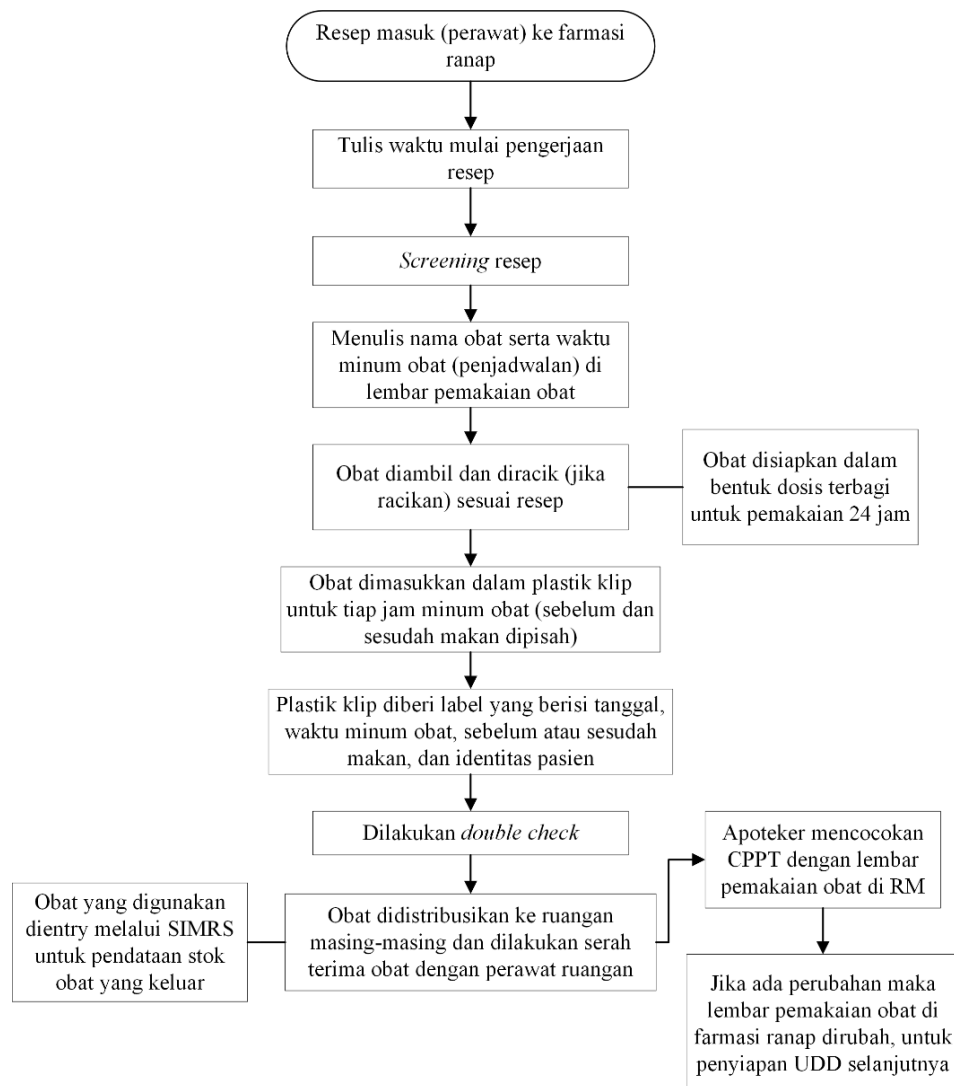 Resep masuk (perawat) ke farmasi
ranap
Tulis waktu mulai pengerjaan
resep
Screening resep
Menulis nama obat serta waktu
minum obat (penjadwalan) di
lembar pemakaian obat
Obat diambil dan diracik (jika
racikan) sesuai resep
Obat disiapkan dalam
bentuk dosis terbagi
untuk pemakaian 24 jam
Obat dimasukkan dalam plastik klip
untuk tiap jam minum obat (sebelum dan
sesudah makan dipisah)
Plastik klip diberi label yang berisi tanggal,
waktu minum obat, sebelum atau sesudah
makan, dan identitas pasien
Dilakukan double check
Obat didistribusikan ke ruangan
masing-masing dan dilakukan serah
terima obat dengan perawat ruangan
Obat yang digunakan
dientry melalui SIMRS
untuk pendataan stok
obat yang keluar
Apoteker mencocokan
CPPT dengan lembar
pemakaian obat di RM
Jika ada perubahan maka
lembar pemakaian obat di
farmasi ranap dirubah, untuk
penyiapan UDD selanjutnya